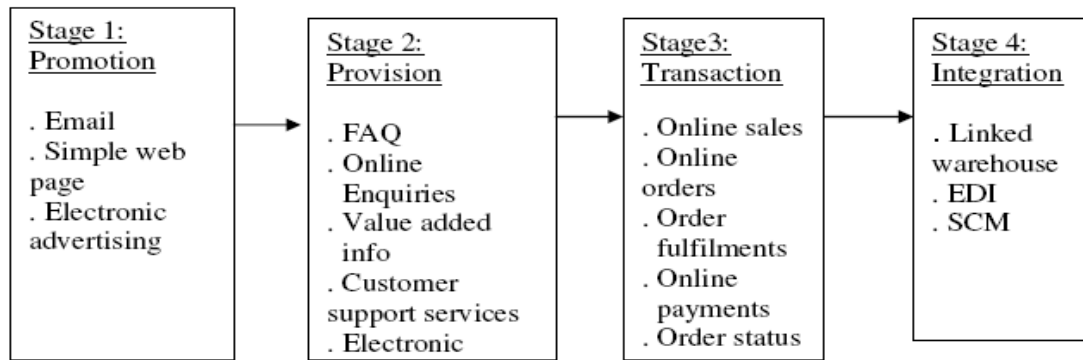 Stage 1:
Promotion
. Email
. Simple web
page
. Electronic
advertising
Stage 2:
Provision
. FAQ
. Online
Enquiries
. Value added
info
. Customer
support services
. Electronic
Stage3:
Transaction
. Online sales
. Online
orders
. Order
fulfilments
. Online
payments
. Order status
Stage 4:
Integration
. Linked
warehouse
. EDI
. SCM